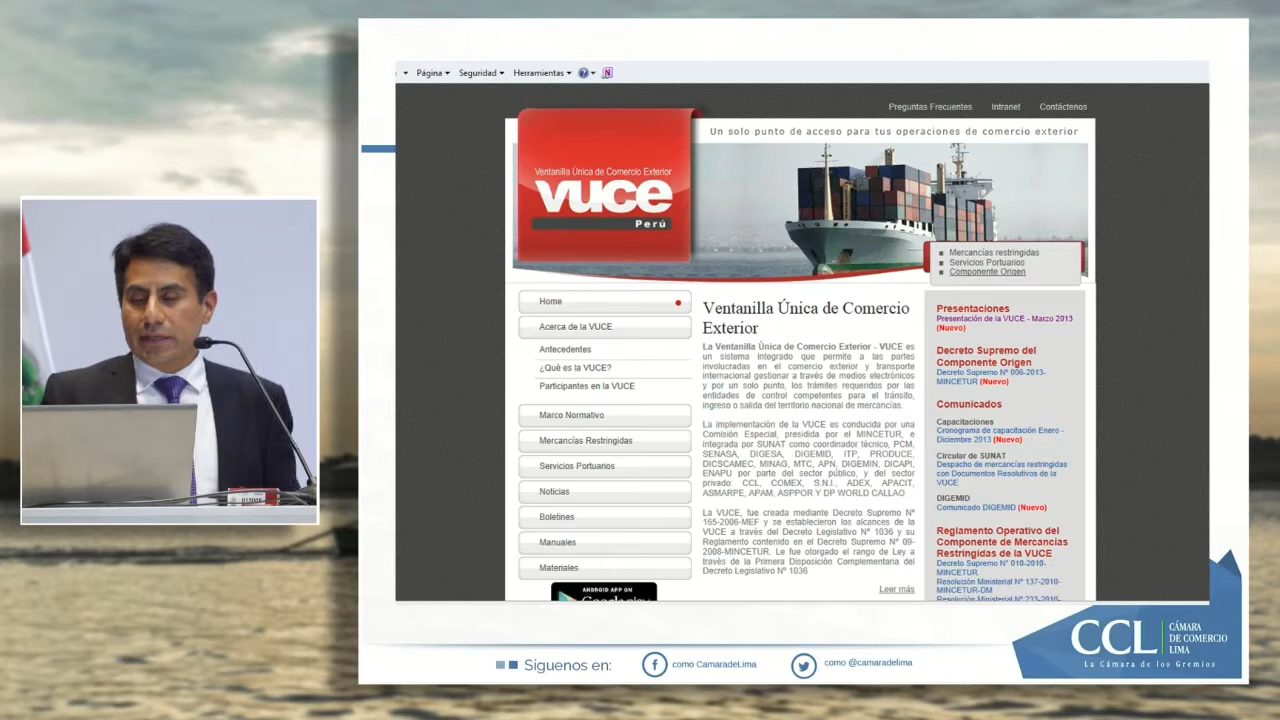 Página
Seguridad
Herramientas
Preguntas Frecuentes
Intranet
Contáctenos
Un solo punto de acceso para tus operaciones de comercio exterior
Ventanilla Única de Comercio Exterior
vuce
Perú
Mercancías restringidas
Servicios Portuarios
Componente Origen
Home
Acerca de la VUCE
Antecedentes
¿Qué es la VUCE?
Participantes en la VUCE
Marco Normativo
Mercancías Restringidas
Servicios Portuarios
Noticias
Boletines
Manuales
Materiales
ANDROID APP ON
Google play
Ventanilla Única de Comercio
Exterior
La Ventanilla Única de Comercio Exterior - VUCE es
un sistema integrado que permite a las partes
involucradas en el comercio exterior y transporte
internacional gestionar a través de medios electrónicos
y por un solo punto, los trámites requeridos por las
entidades de control competentes para el tránsito,
ingreso o salida del territorio nacional de mercancías.
La implementación de la VUCE es conducida por una
Comisión Especial, presidida por el MINCETUR, e
integrada por SUNAT como coordinador técnico, PCM,
SENASA, DIGESA, DIGEMID, ITP, PRODUCE,
DICSCAMEC, MINAG, MTC, APN, DIGEMIN, DICAPI,
ENAPU por parte del sector público, y del sector
privado: CCL, COMEX, S.N.I., ADEX, APACIT,
ASMARPE, APAM, ASPPOR Y DP WORLD CALLAO
La VUCE, fue creada mediante Decreto Supremo Nº
165-2006-MEF y se establecieron los alcances de la
VUCE a través del Decreto Legislativo Nº 1036 y su
Reglamento contenido en el Decreto Supremo Nº 09-
2008-MINCETUR. Le fue otorgado el rango de Ley a
través de la Primera Disposición Complementaria del
Decreto Legislativo Nº 1036
Leer más
Presentaciones
Presentación de la VUCE - Marzo 2013
(Nuevo)
Decreto Supremo del
Componente Origen
Decreto Supremo Nº 006-2013-
MINCETUR (Nuevo)
Comunicados
Capacitaciones
Cronograma de capacitación Enero -
Diciembre 2013 (Nuevo)
Circular de SUNAT
Despacho de mercancías restringidas
con Documentos Resolutivos de la
VUCE
DIGEMID
Comunicado DIGEMID (Nuevo)
Reglamento Operativo del
Componente de Mercancías
Restringidas de la VUCE
Decreto Supremo Nº 010-2010-
MINCETUR
Resolución Ministerial Nº 137-2010-
MINCETUR-DM
Resolución Ministerial Nº 233-2010-
Síguenos en:
como CamaradeLima
como @camaradelima
CCL
CÁMARA
DE COMERCIO
LIMA
La Cámara de los Gremios